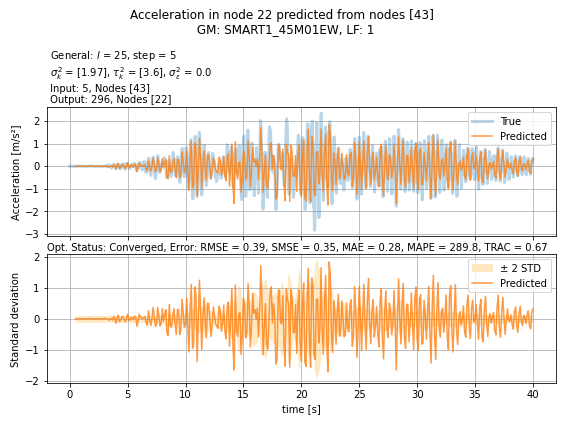 Acceleration in node 22 predicted from nodes [43]
GM: SMART1_45M01EW, LF: 1
General: l = 25, step = 5
σ²ₖ = [1.97], τ²ₖ = [3.6], σ²ε = 0.0
Input: 5, Nodes [43]
Output: 296, Nodes [22]
True
Predicted
Acceleration [m/s²]
2
1
0
−1
−2
−3
Opt. Status: Converged, Error: RMSE = 0.39, SMSE = 0.35, MAE = 0.28, MAPE = 289.8, TRAC = 0.67
± 2 STD
Predicted
Standard deviation
2
1
0
−1
−2
0 5 10 15 20 25 30 35 40
time [s]